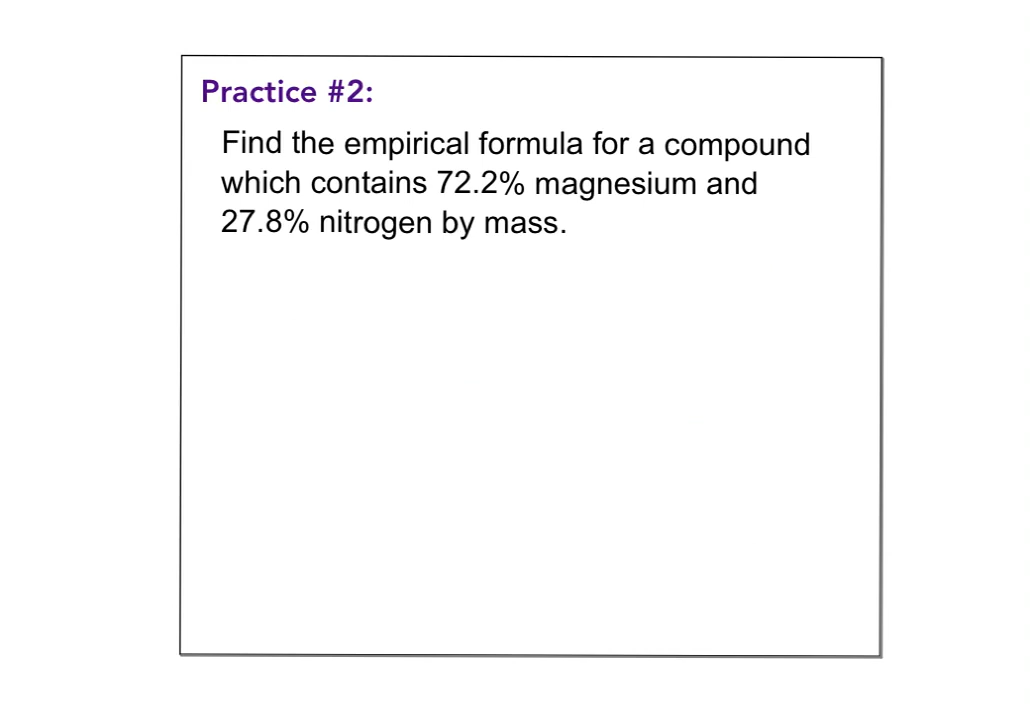 Practice #2:
Find the empirical formula for a compound
which contains 72.2% magnesium and
27.8% nitrogen by mass.